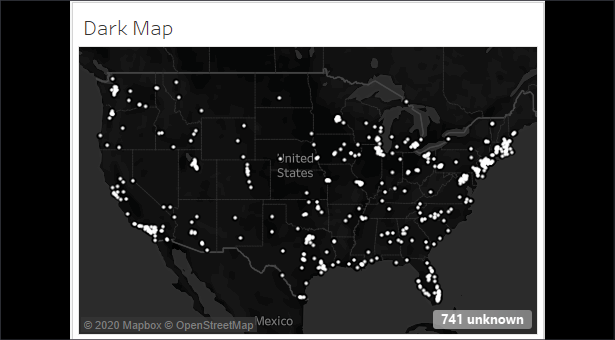 Dark Map
United
States
© 2020 Mapbox © OpenStreetMap
Mexico
741 unknown